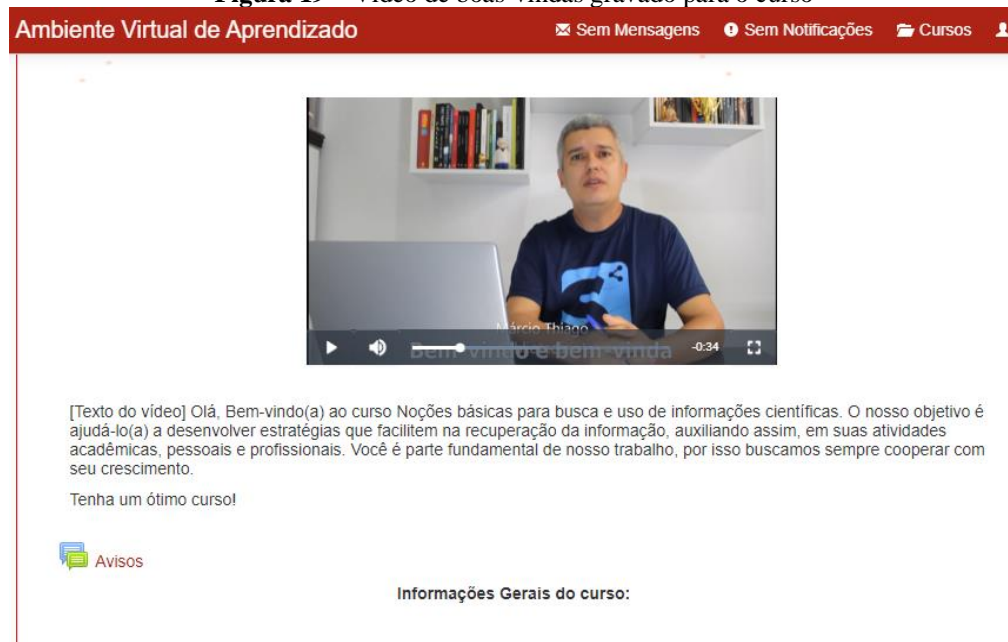 Figura 19 – Vídeo de boas-vindas gravado para o curso
Ambiente Virtual de Aprendizado
Sem Mensagens
Sem Notificações
Cursos
Márcio Thiago
Bem-vindo e bem-vinda
-0:34
[Texto do vídeo] Olá, Bem-vindo(a) ao curso Noções básicas para busca e uso de informações científicas. O nosso objetivo é
ajudá-lo(a) a desenvolver estratégias que facilitem na recuperação da informação, auxiliando assim, em suas atividades
acadêmicas, pessoais e profissionais. Você é parte fundamental de nosso trabalho, por isso buscamos sempre cooperar com
seu crescimento.
Tenha um ótimo curso!
Avisos
Informações Gerais do curso: